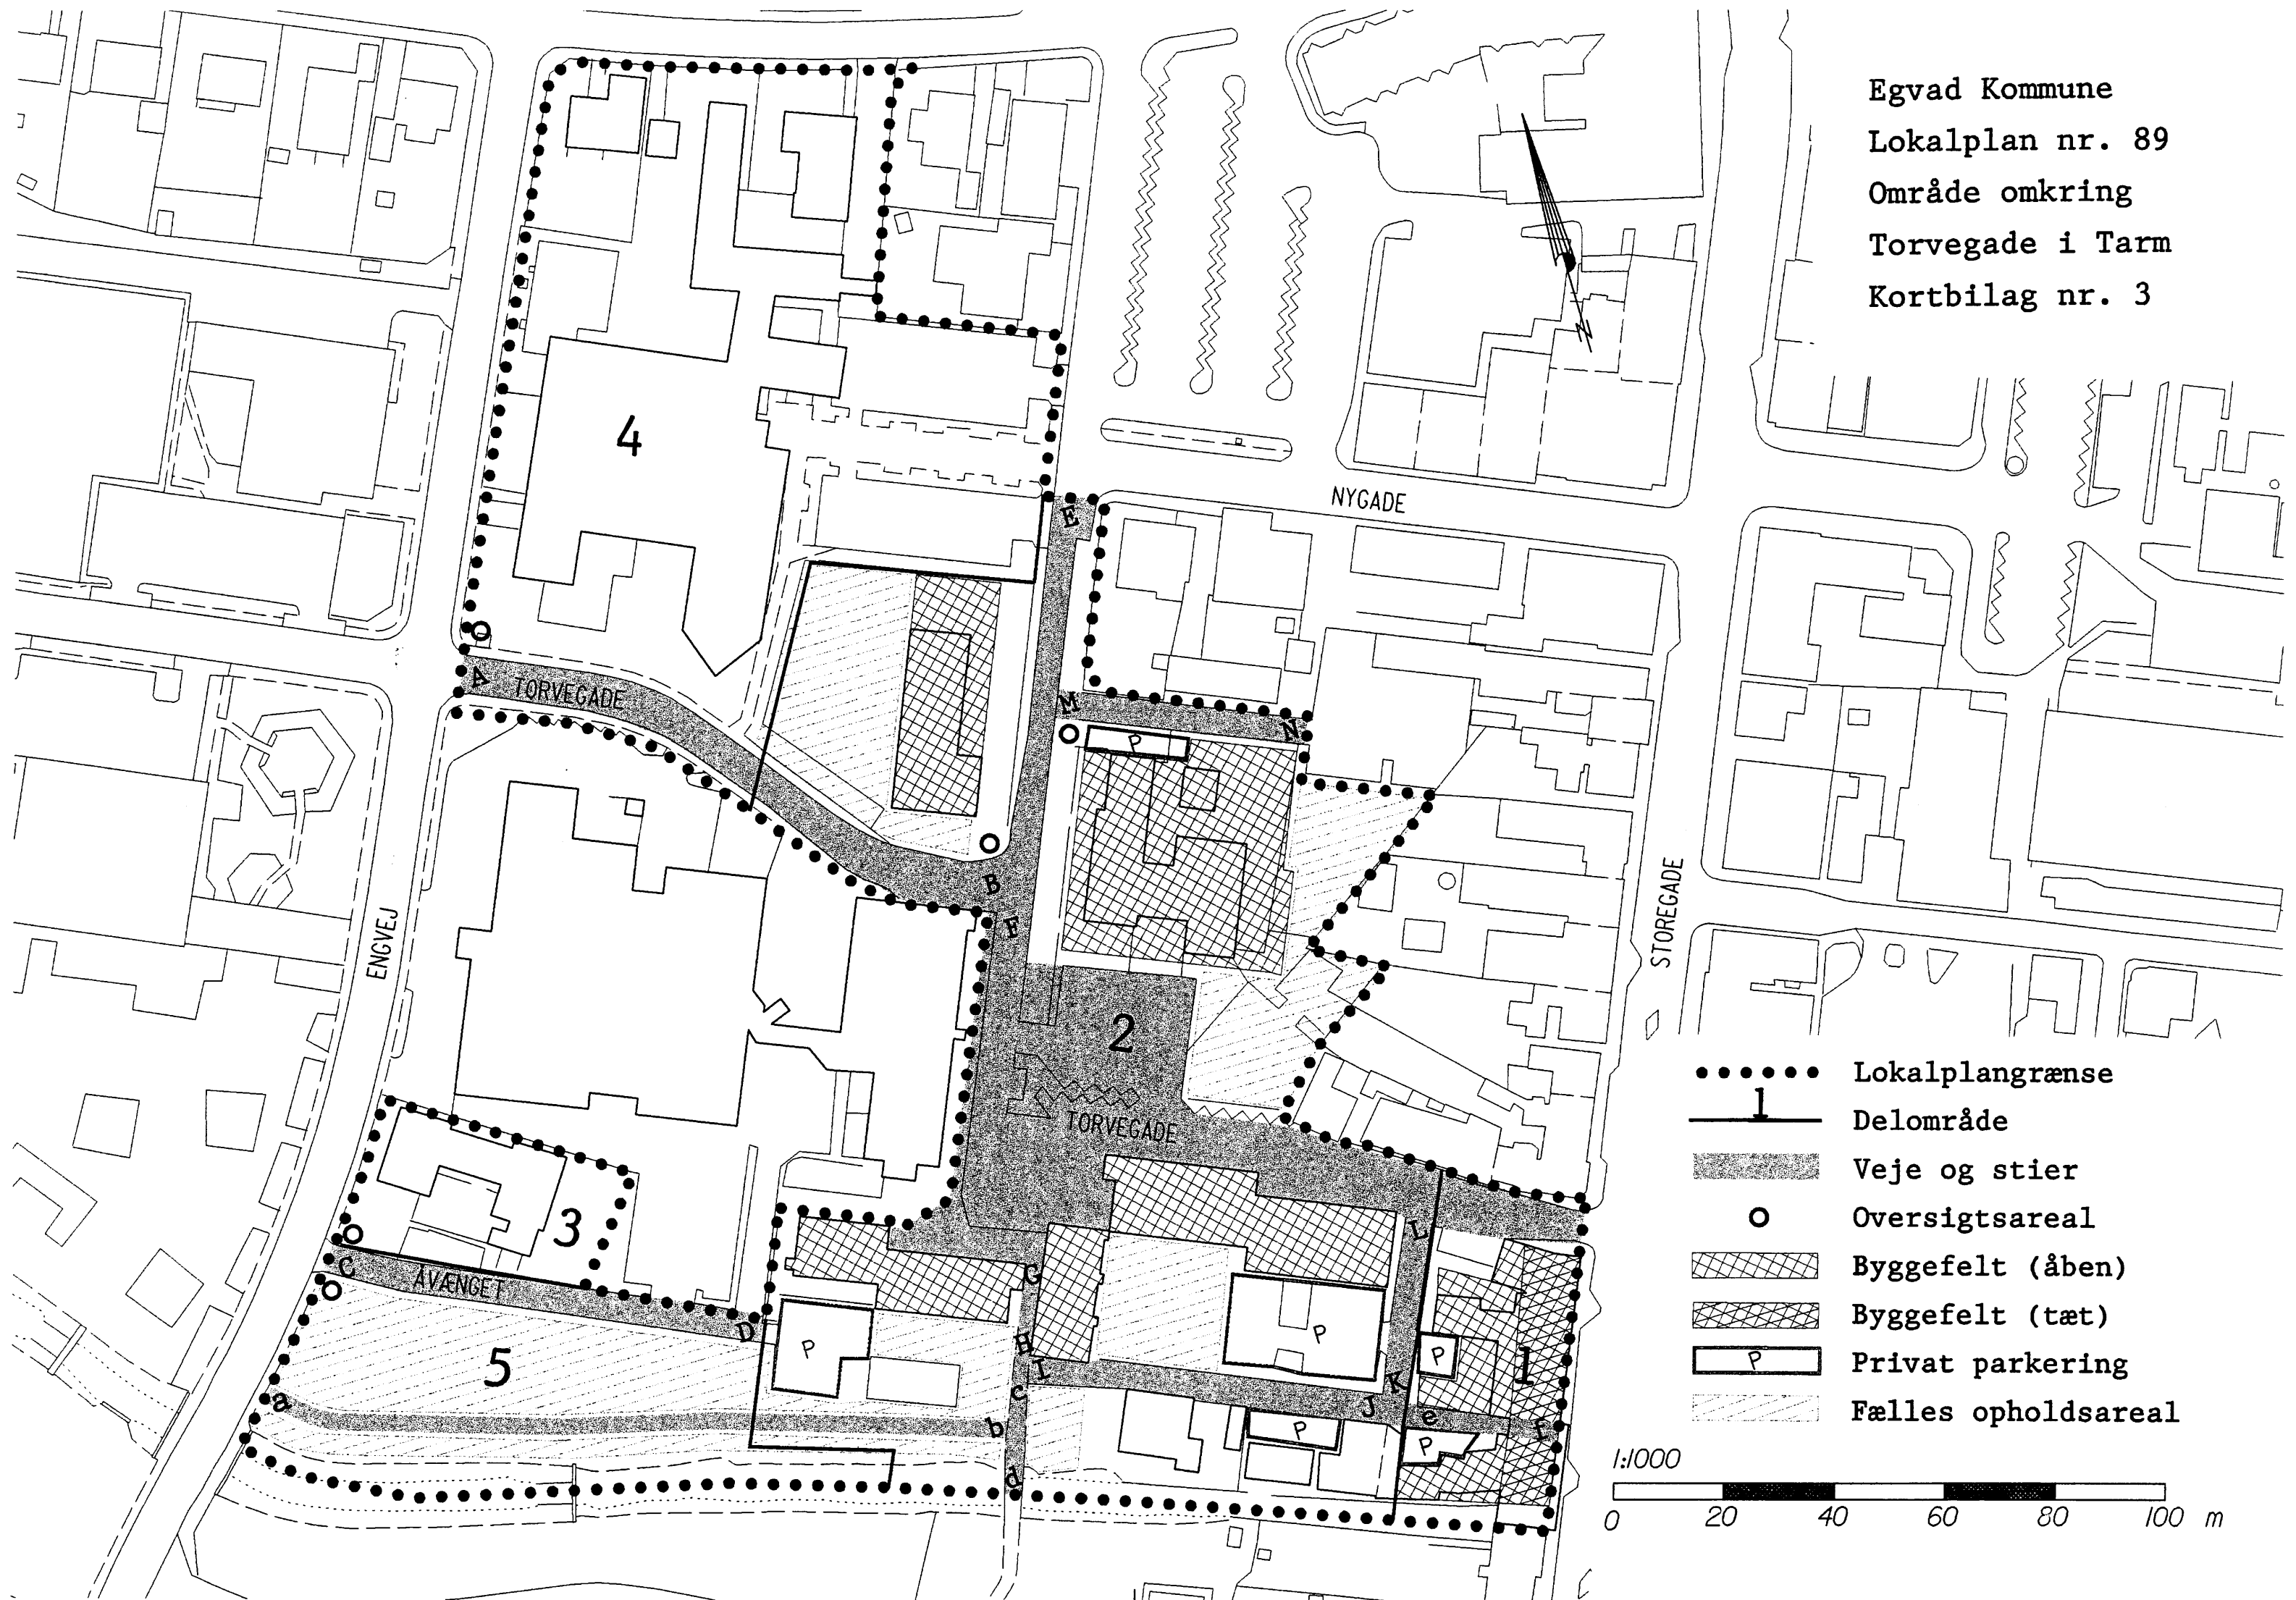 Egvad Kommune
Lokalplan nr. 89
Område omkring
Torvegade i Tarm
Kortbilag nr. 3
N
4
NYGADE
E
A
TORVEGADE
M
N
P
B
F
ENGVEJ
STOREGADE
2
TORVEGADE
3
L
C
ÅVÆNGET
G
D
P
H
P
P
1
5
I
K
a
c
J
e
f
b
P
P
d
Lokalplangrænse
1
Delområde
Veje og stier
Oversigtsareal
Byggefelt (åben)
Byggefelt (tæt)
P Privat parkering
Fælles opholdsareal
1:1000
0 20 40 60 80 100 m